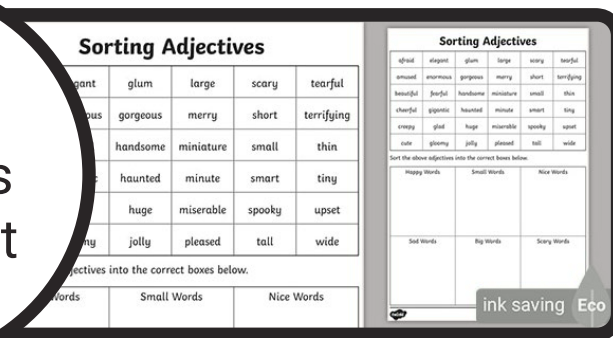 s
t
Sorting Adjectives
gant glum large scary tearful
ous gorgeous merry short terrifying
handsome miniature small thin
haunted minute smart tiny
huge miserable spooky upset
my jolly pleased tall wide
jectives into the correct boxes below.
Words Small Words Nice Words
Sorting Adjectives
afraid elegant glum large scary tearful
amused enormous gorgeous merry short terrifying
beautiful fearful handsome miniature small thin
cheerful gigantic haunted minute smart tiny
creepy glad huge miserable spooky upset
cute gloomy jolly pleased tall wide
Sort the above adjectives into the correct boxes below.
Happy Words Small Words Nice Words
Sad Words Big Words Scary Words
ink saving Eco